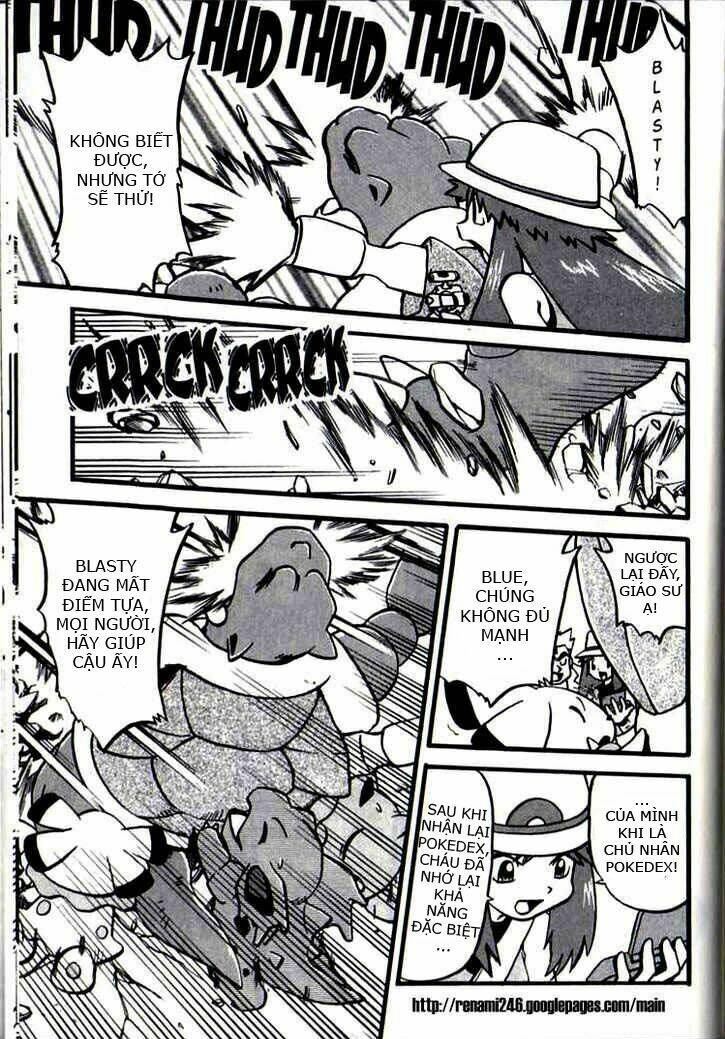 THUD
THUD
THUD
THUD
THUD
BLASTY!
KHÔNG BIẾT
ĐƯỢC,
NHƯNG TỚ
SẼ THỬ!
CRRCK
CRRCK
NGƯỢC
LẠI ĐẤY,
GIÁO SƯ
Ạ!
BLUE,
CHÚNG
KHÔNG ĐỦ
MẠNH
...
BLASTY
ĐANG MẤT
ĐIỂM TỰA,
MỌI NGƯỜI,
HÃY GIÚP
CẬU ẤY!
...
CỦA MÌNH
KHI LÀ
CHỦ NHÂN
POKEDEX!
SAU KHI
NHẬN LẠI
POKEDEX,
CHÁU ĐÃ
NHỚ LẠI
KHẢ
NĂNG
ĐẶC BIỆT
...
http://renami246.googlepages.com/main